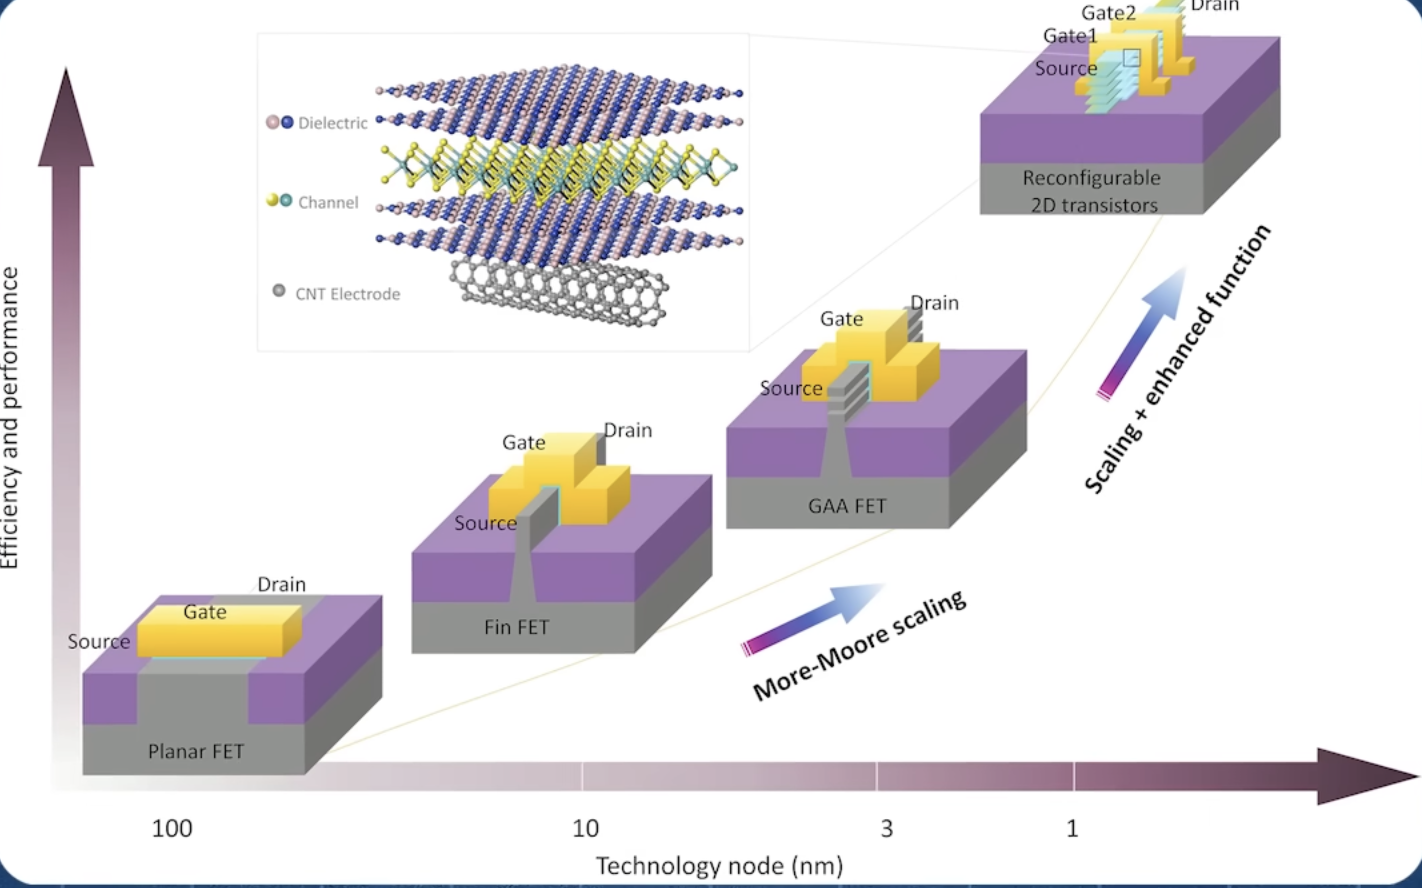 Gate2
Drain
Gate1
Source
Reconfigurable
2D transistors
Dielectric
Channel
CNT Electrode
Gate
Drain
Source
GAA FET
Gate
Drain
Source
Fin FET
Drain
Gate
Source
Planar FET
Scaling + enhanced function
More-Moore scaling
Efficiency and performance
100
10
3
1
Technology node (nm)